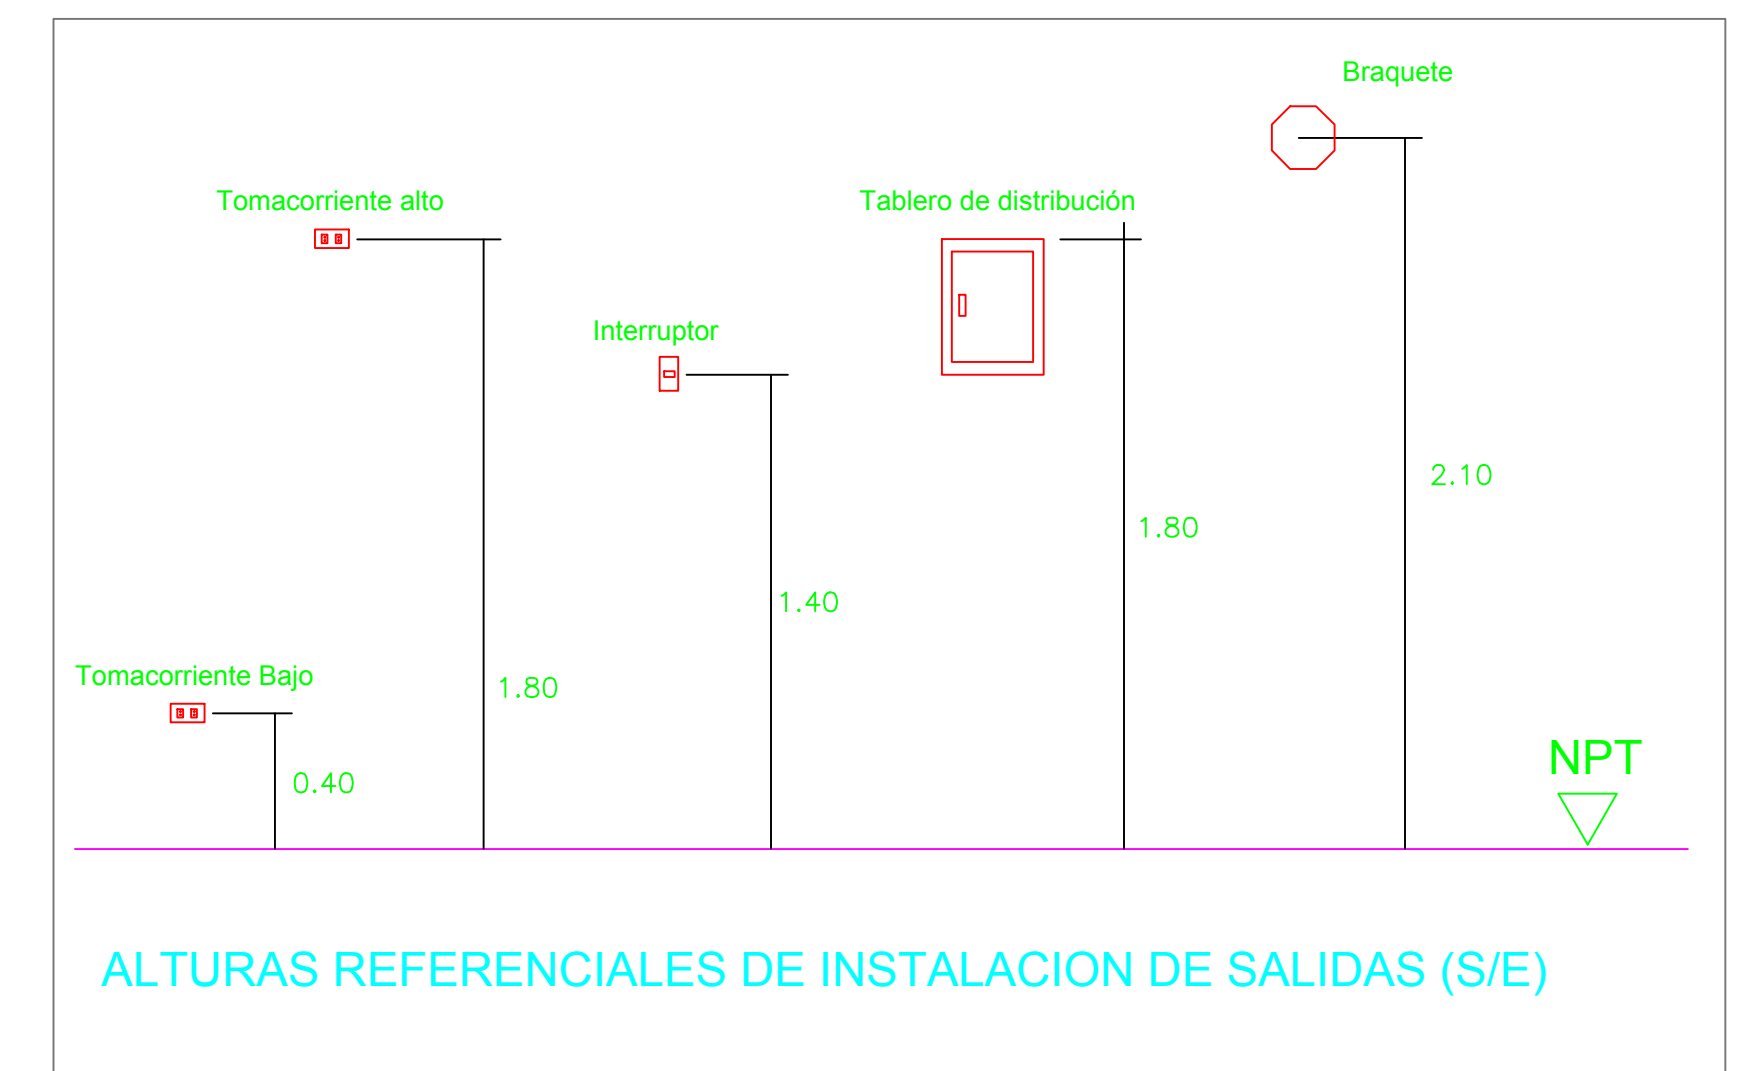 Braquete
Tomacorriente alto
Tablero de distribución
Interruptor
2.10
1.80
1.40
Tomacorriente Bajo
1.80
NPT
0.40
ALTURAS REFERENCIALES DE INSTALACION DE SALIDAS (S/E)